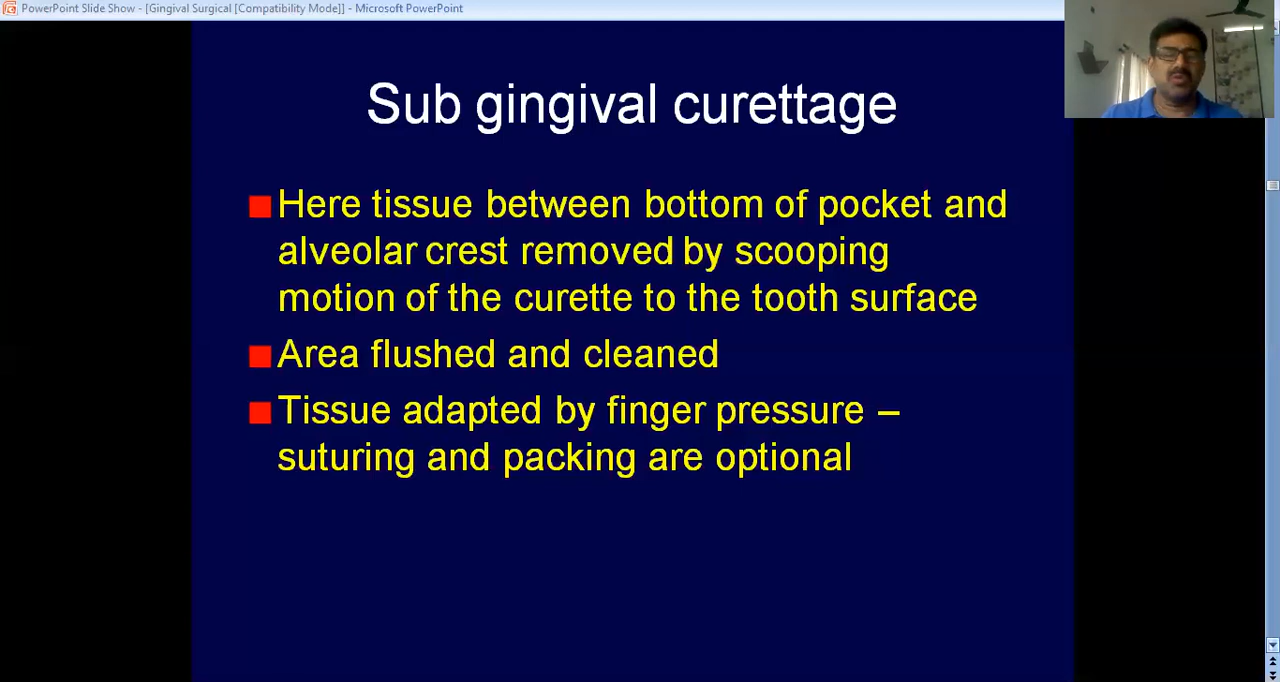 PowerPoint Slide Show - [Gingival Surgical [Compatibility Mode]] - Microsoft PowerPoint
Sub gingival curettage
Here tissue between bottom of pocket and
alveolar crest removed by scooping
motion of the curette to the tooth surface
Area flushed and cleaned
Tissue adapted by finger pressure –
suturing and packing are optional